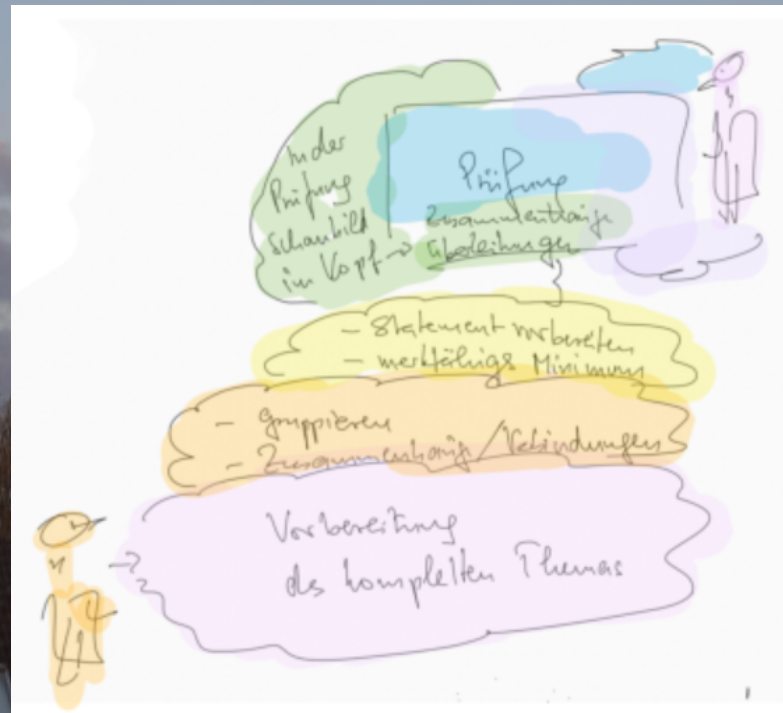 In der
Prüfung
Schaubild
im Kopf →
Prüfung
Zusammenhänge
Überleitungen
- Statement vorbereiten
- merkfähiges Minimum
- gruppieren
- Zusammenhänge / Verbindungen
Vorbereitung
des kompletten Themas